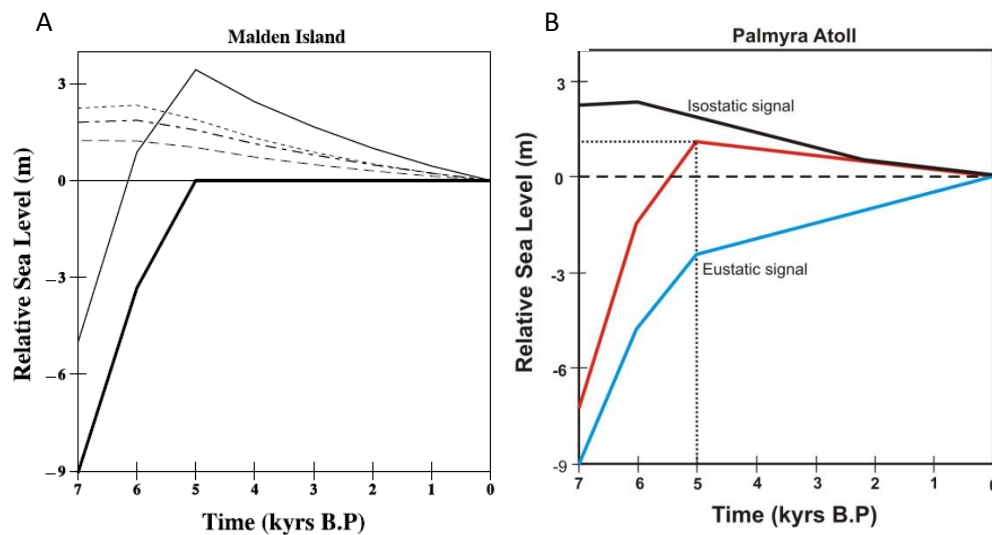 A
Malden Island
3
0
−3
−6
−9
7 6 5 4 3 2 1 0
Relative Sea Level (m)
Time (kyrs B.P)
B
Palmyra Atoll
Isostatic signal
Eustatic signal
3
0
-3
-6
-9
7 6 5 4 3 2 1 0
Relative Sea Level (m)
Time (kyrs B.P)